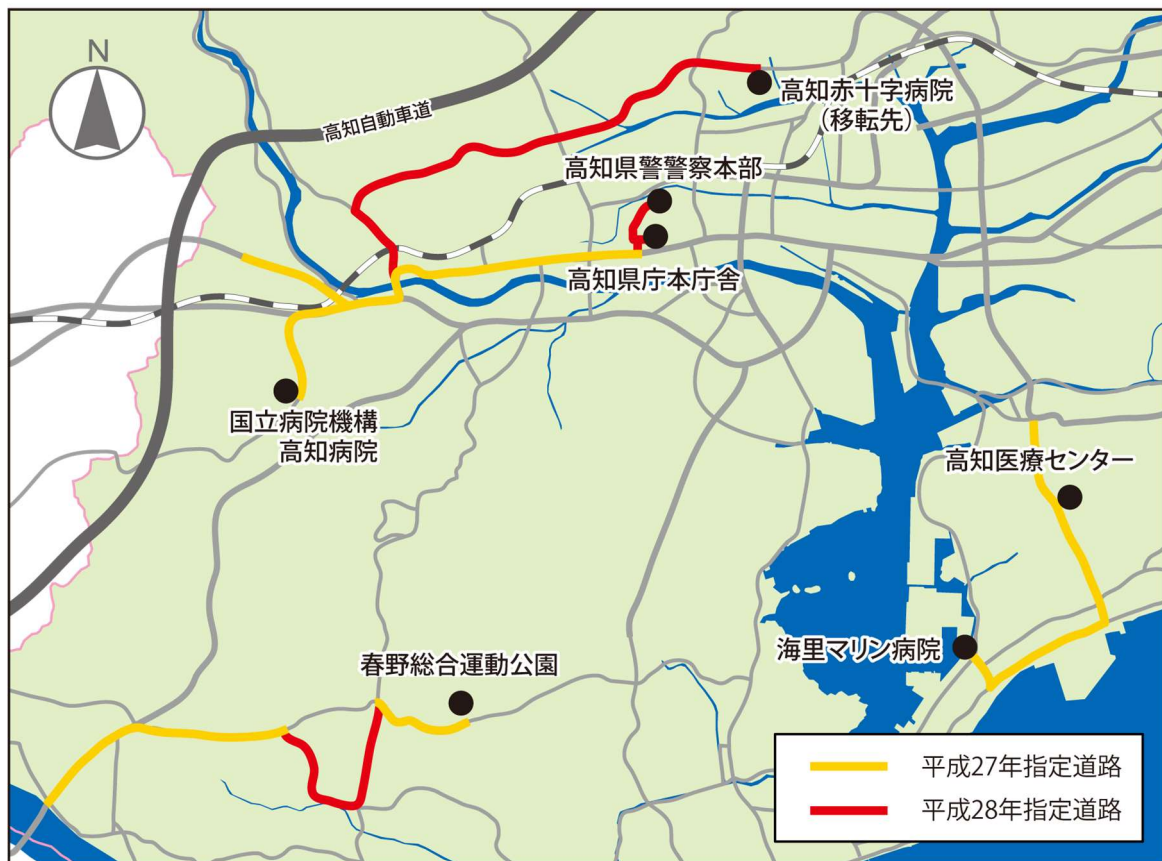 N
高知自動車道
高知赤十字病院
（移転先）
高知県警警察本部
高知県庁本庁舎
国立病院機構
高知病院
高知医療センター
海里マリン病院
春野総合運動公園
平成27年指定道路
平成28年指定道路